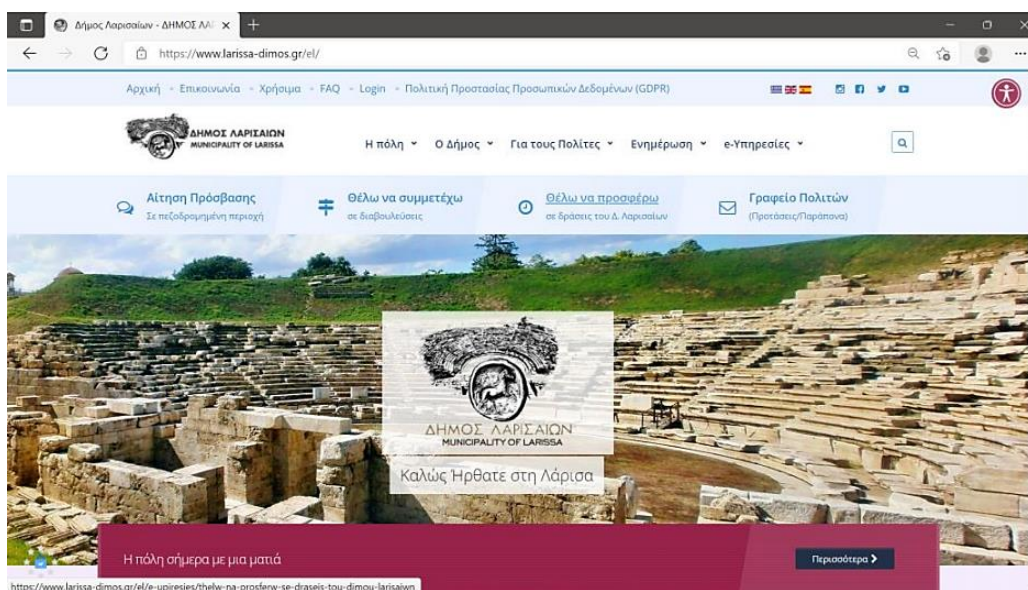 Δήμος Λαρισαίων - ΔΗΜΟΣ ΛΑΡ
https://www.larissa-dimos.gr/el/
Αρχική • Επικοινωνία • Χρήσιμα • FAQ • Login • Πολιτική Προστασίας Προσωπικών Δεδομένων (GDPR)
ΔΗΜΟΣ ΛΑΡΙΣΑΙΩΝ
MUNICIPALITY OF LARISSA
Η πόλη Ο Δήμος Για τους Πολίτες Ενημέρωση e-Υπηρεσίες
Αίτηση Πρόσβασης Θέλω να συμμετέχω Θέλω να προσφέρω Γραφείο Πολιτών
Σε πεζοδρομημένη περιοχή σε διαβουλεύσεις σε δράσεις του Δ. Λαρισαίων (Προτάσεις/Παράπονα)
ΔΗΜΟΣ ΛΑΡΙΣΑΙΩΝ
MUNICIPALITY OF LARISSA
Καλώς Ήρθατε στη Λάρισα
Η πόλη σήμερα με μια ματιά Περισσότερα
https://www.larissa-dimos.gr/el/e-upiresies/thelw-na-prosferw-se-draseis-tou-dimou-larisaiwn